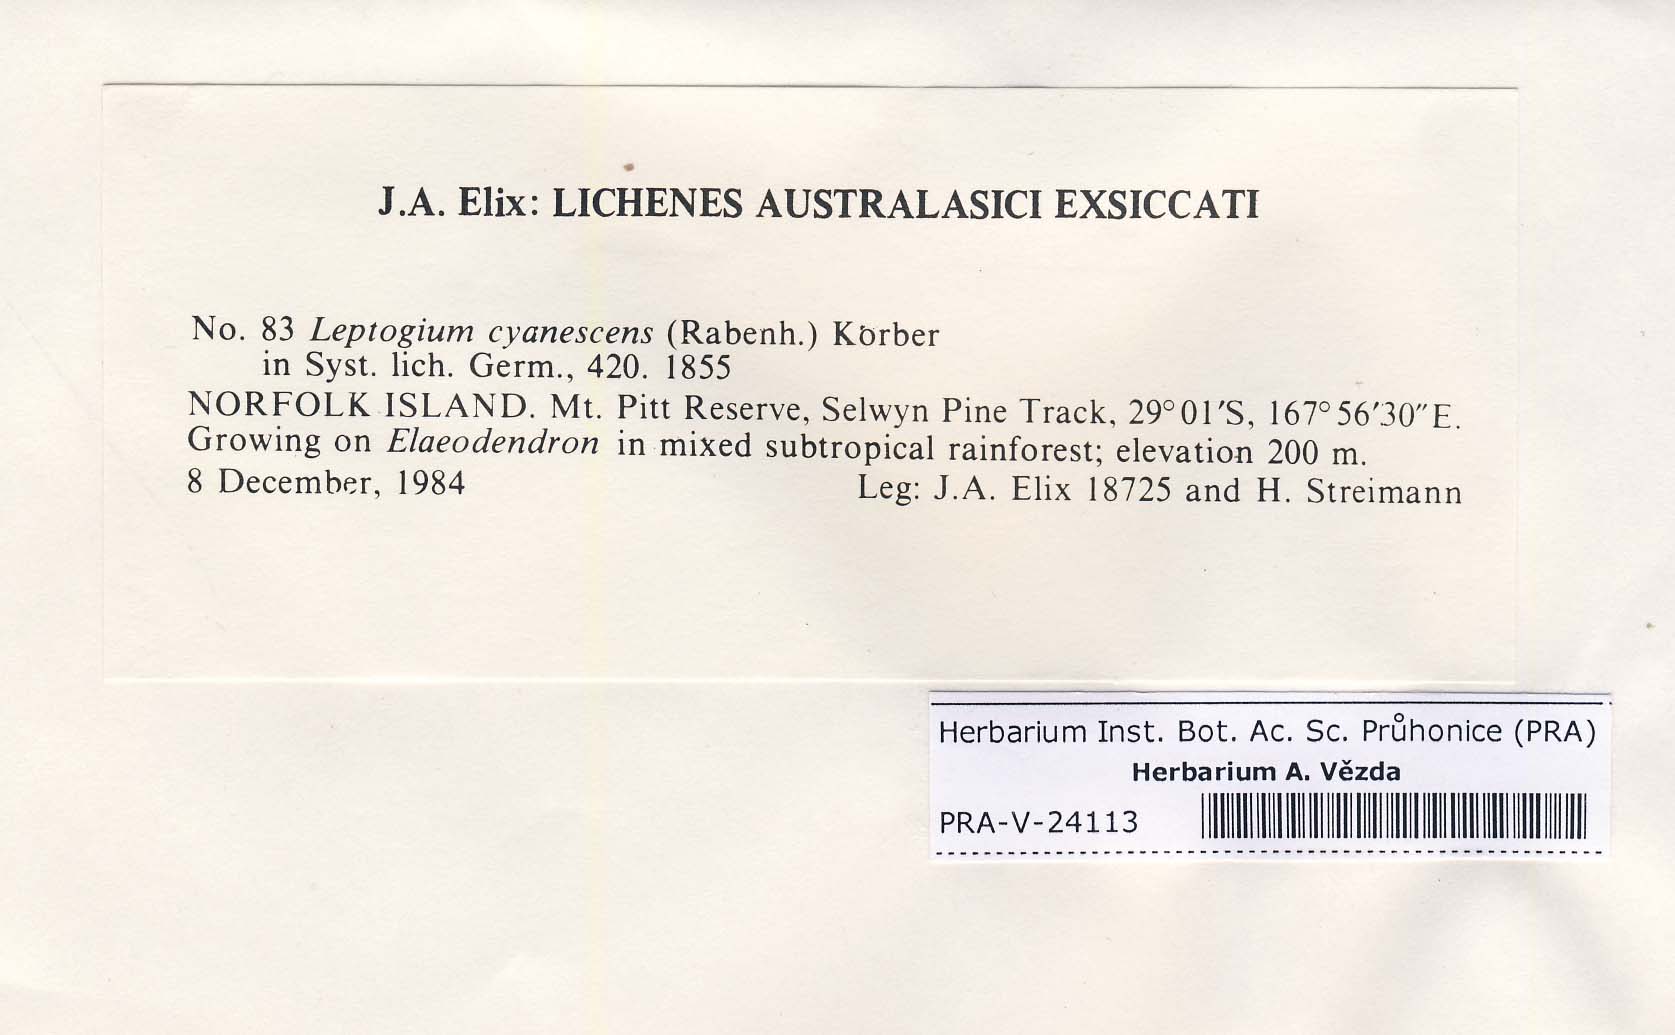 J.A. Elix: LICHENES AUSTRALASICI EXSICCATI
No. 83 Leptogium cyanescens (Rabenh.) Körber
in Syst. lich. Germ., 420. 1855
NORFOLK ISLAND. Mt. Pitt Reserve, Selwyn Pine Track, 29°01′S, 167°56′30″E.
Growing on Elaeodendron in mixed subtropical rainforest; elevation 200 m.
8 December, 1984 Leg: J.A. Elix 18725 and H. Streimann
Herbarium Inst. Bot. Ac. Sc. Průhonice (PRA)
Herbarium A. Vězda
PRA-V-24113